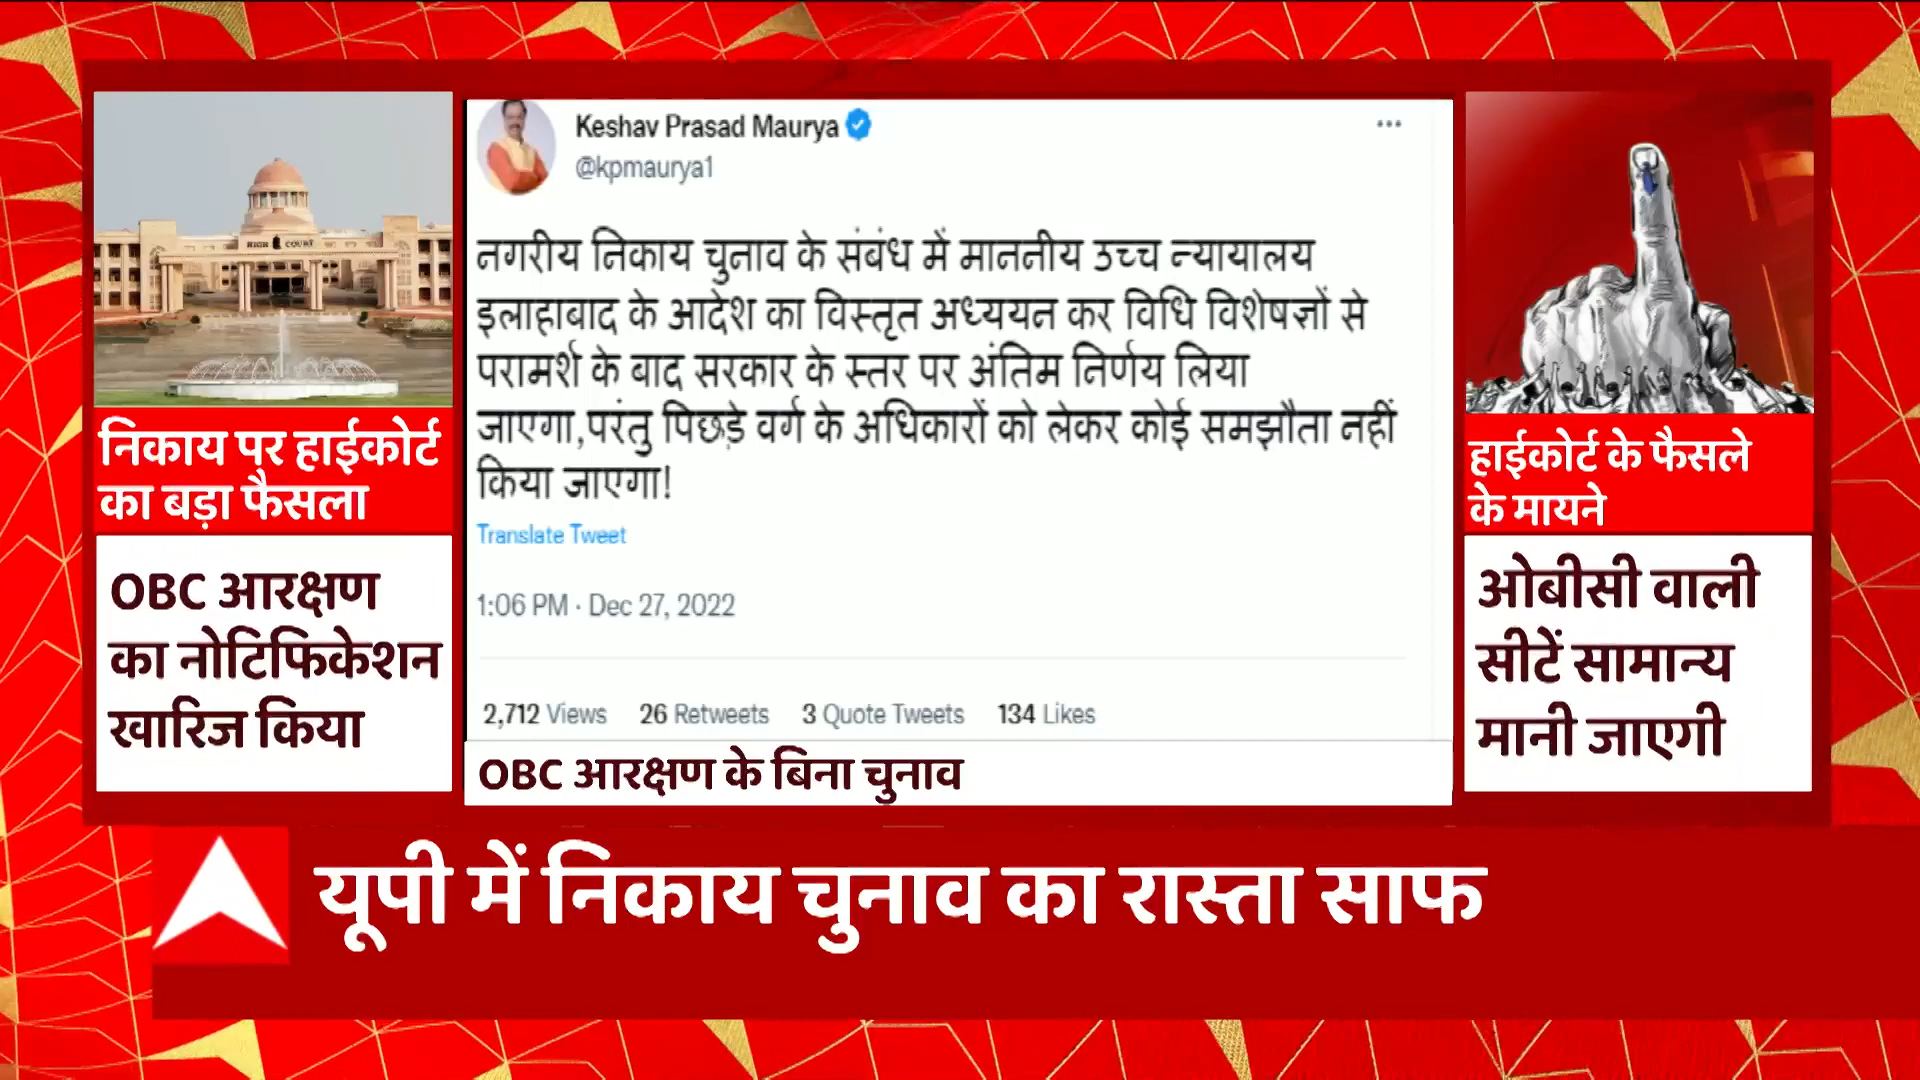 HIGH COURT
निकाय पर हाईकोर्ट
का बड़ा फैसला
OBC आरक्षण
का नोटिफिकेशन
खारिज किया
Keshav Prasad Maurya
@kpmaurya1
नगरीय निकाय चुनाव के संबंध में माननीय उच्च न्यायालय
इलाहाबाद के आदेश का विस्तृत अध्ययन कर विधि विशेषज्ञों से
परामर्श के बाद सरकार के स्तर पर अंतिम निर्णय लिया
जाएगा,परंतु पिछड़े वर्ग के अधिकारों को लेकर कोई समझौता नहीं
किया जाएगा!
Translate Tweet
1:06 PM · Dec 27, 2022
2,712 Views 26 Retweets 3 Quote Tweets 134 Likes
OBC आरक्षण के बिना चुनाव
हाईकोर्ट के फैसले
के मायने
ओबीसी वाली
सीटें सामान्य
मानी जाएगी
यूपी में निकाय चुनाव का रास्ता साफ